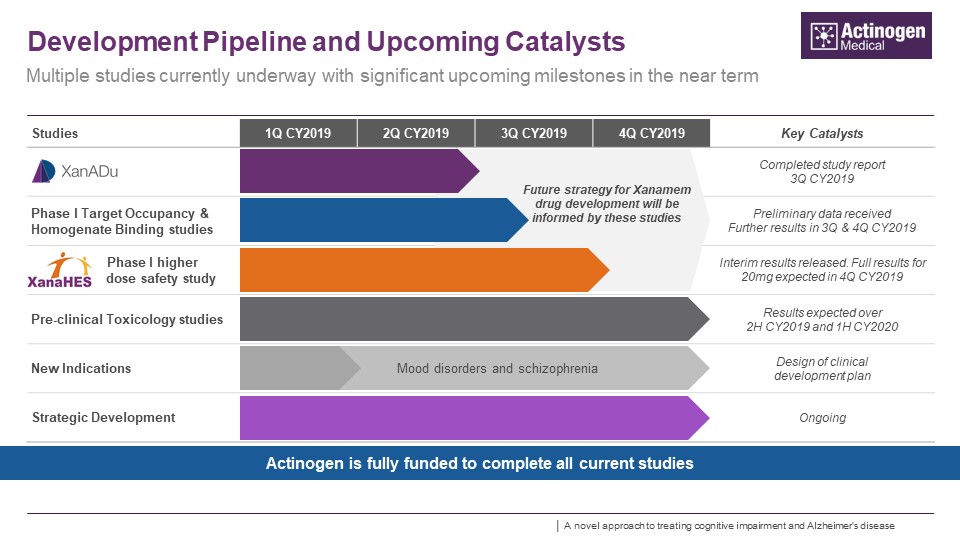 Development Pipeline and Upcoming Catalysts
Actinogen
Medical
Multiple studies currently underway with significant upcoming milestones in the near term
Studies
1Q CY2019
2Q CY2019
3Q CY2019
4Q CY2019
Key Catalysts
XanADu
Completed study report
3Q CY2019
Future strategy for Xanamem
drug development will be
informed by these studies
Phase I Target Occupancy &
Homogenate Binding studies
Preliminary data received
Further results in 3Q & 4Q CY2019
XanaHES
Phase I higher
dose safety study
Interim results released. Full results for
20mg expected in 4Q CY2019
Pre-clinical Toxicology studies
Results expected over
2H CY2019 and 1H CY2020
New Indications
Mood disorders and schizophrenia
Design of clinical
development plan
Strategic Development
Ongoing
Actinogen is fully funded to complete all current studies
A novel approach to treating cognitive impairment and Alzheimer's disease